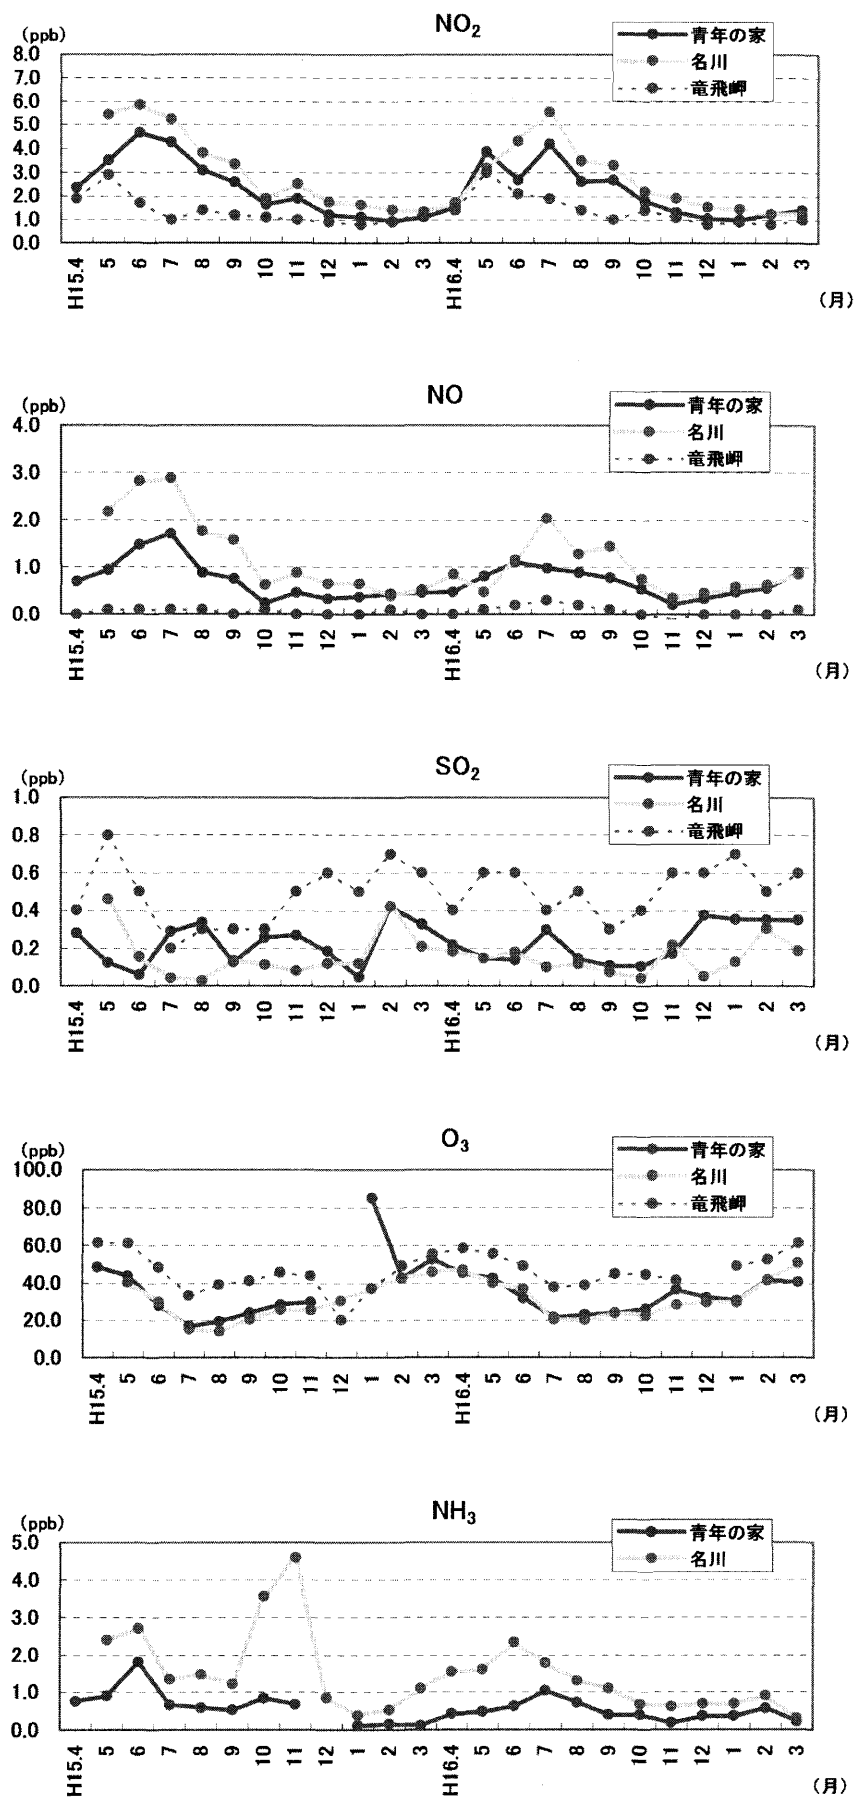 NO₂
(ppb)
青年の家
名川
竜飛岬
8.0
7.0
6.0
5.0
4.0
3.0
2.0
1.0
0.0
H15.4 5 6 7 8 9 10 11 12 1 2 3 H16.4 5 6 7 8 9 10 11 12 1 2 3
(月)
NO
(ppb)
青年の家
名川
竜飛岬
4.0
3.0
2.0
1.0
0.0
H15.4 5 6 7 8 9 10 11 12 1 2 3 H16.4 5 6 7 8 9 10 11 12 1 2 3
(月)
SO₂
(ppb)
青年の家
名川
竜飛岬
1.0
0.8
0.6
0.4
0.2
0.0
H15.4 5 6 7 8 9 10 11 12 1 2 3 H16.4 5 6 7 8 9 10 11 12 1 2 3
(月)
O₃
(ppb)
青年の家
名川
竜飛岬
100.0
80.0
60.0
40.0
20.0
0.0
H15.4 5 6 7 8 9 10 11 12 1 2 3 H16.4 5 6 7 8 9 10 11 12 1 2 3
(月)
NH₃
(ppb)
青年の家
名川
5.0
4.0
3.0
2.0
1.0
0.0
H15.4 5 6 7 8 9 10 11 12 1 2 3 H16.4 5 6 7 8 9 10 11 12 1 2 3
(月)